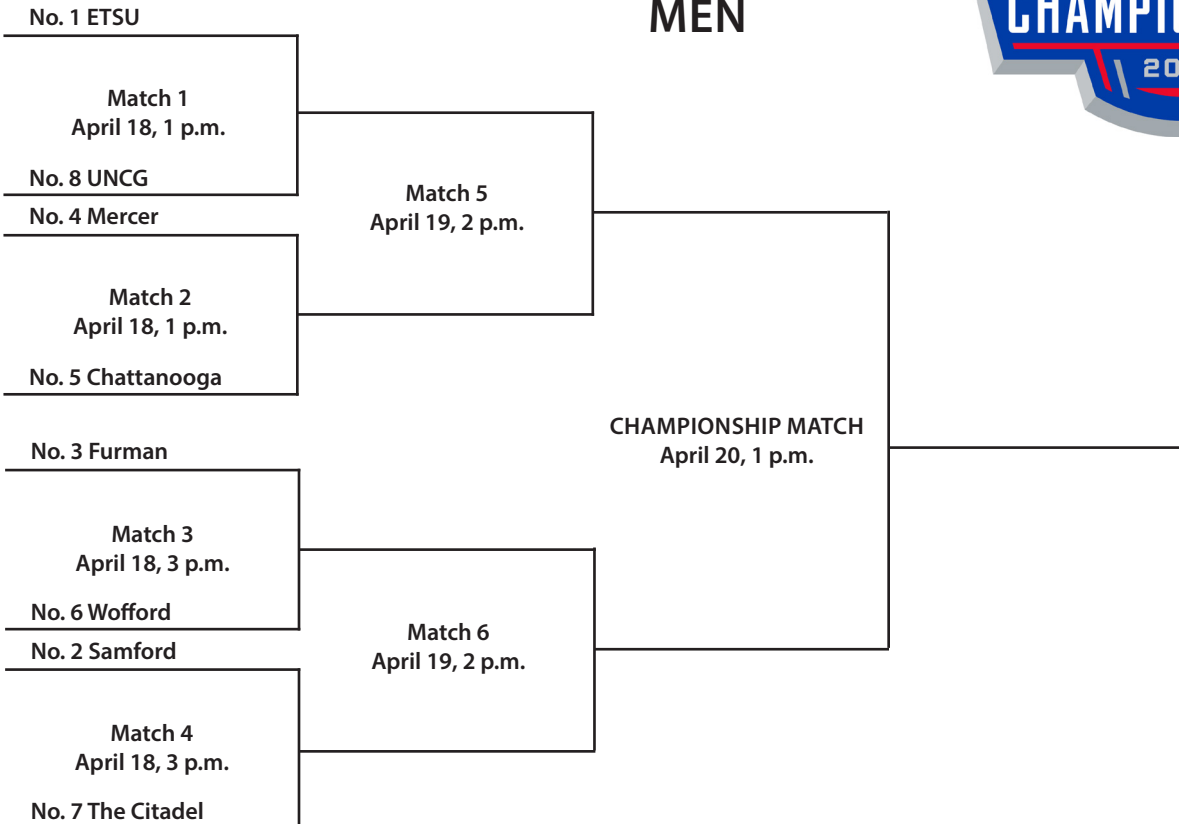 MEN
No. 1 ETSU
Match 1
April 18, 1 p.m.
No. 8 UNCG
No. 4 Mercer
Match 2
April 18, 1 p.m.
No. 5 Chattanooga
Match 5
April 19, 2 p.m.
No. 3 Furman
Match 3
April 18, 3 p.m.
No. 6 Wofford
No. 2 Samford
Match 4
April 18, 3 p.m.
No. 7 The Citadel
Match 6
April 19, 2 p.m.
CHAMPIONSHIP MATCH
April 20, 1 p.m.